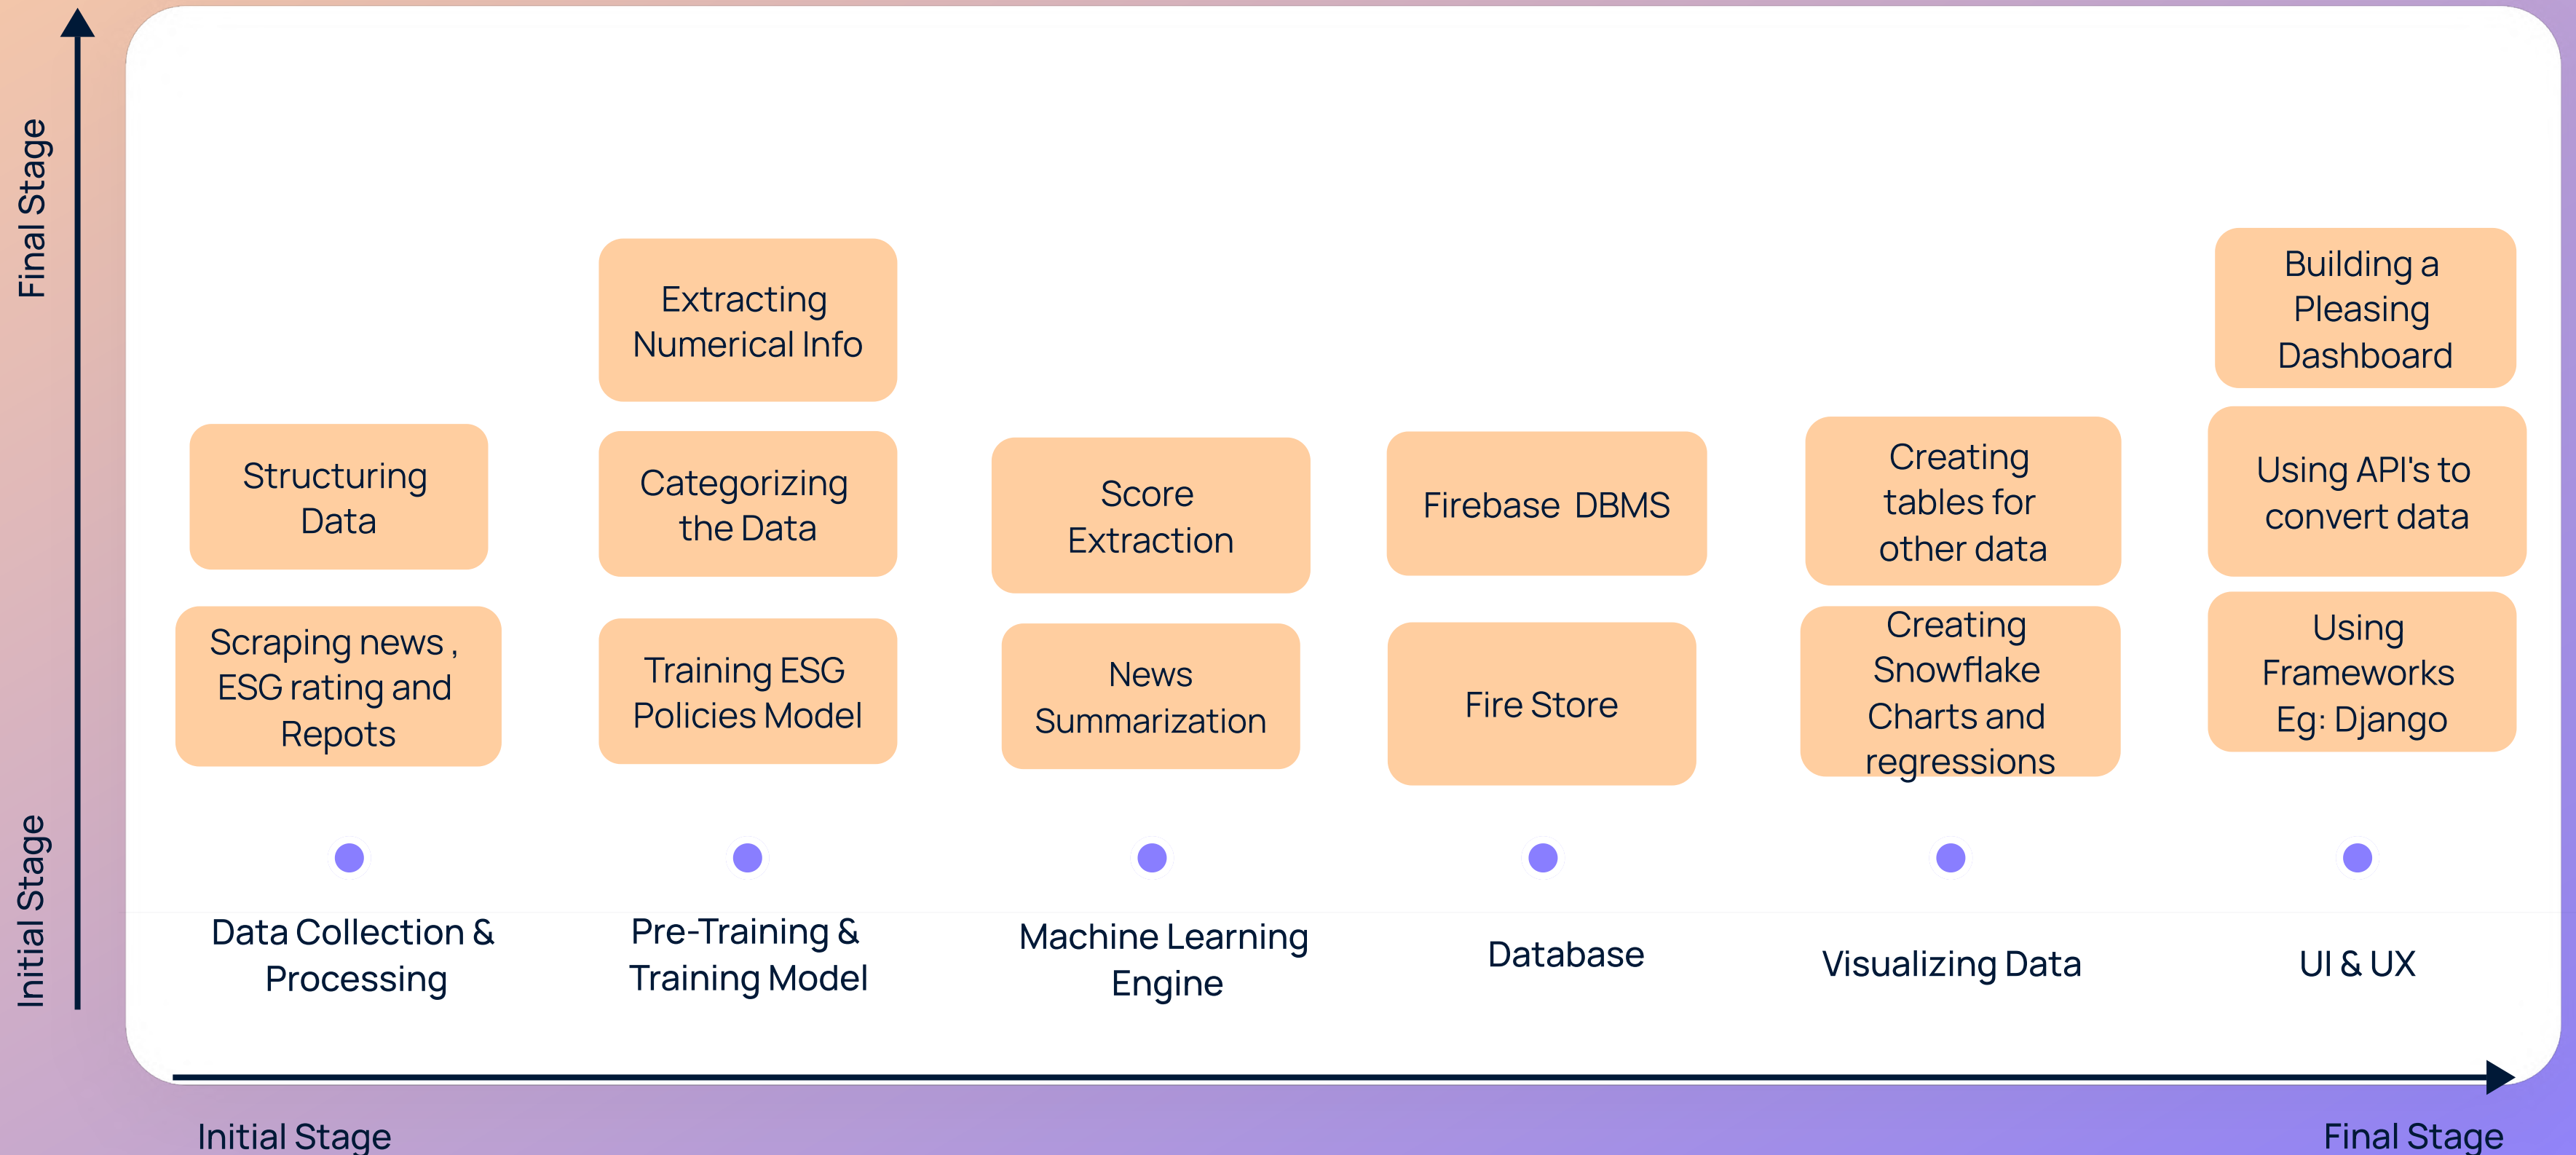 Final Stage
Initial Stage
Structuring
Data
Scraping news ,
ESG rating and
Repots
Data Collection &
Processing
Extracting
Numerical Info
Categorizing
the Data
Training ESG
Policies Model
Pre-Training &
Training Model
Score
Extraction
News
Summarization
Machine Learning
Engine
Firebase  DBMS
Fire Store
Database
Creating
tables for
other data
Creating
Snowflake
Charts and
regressions
Visualizing Data
Building a
Pleasing
Dashboard
Using API's to
convert data
Using
Frameworks
Eg: Django
UI & UX
Initial Stage
Final Stage